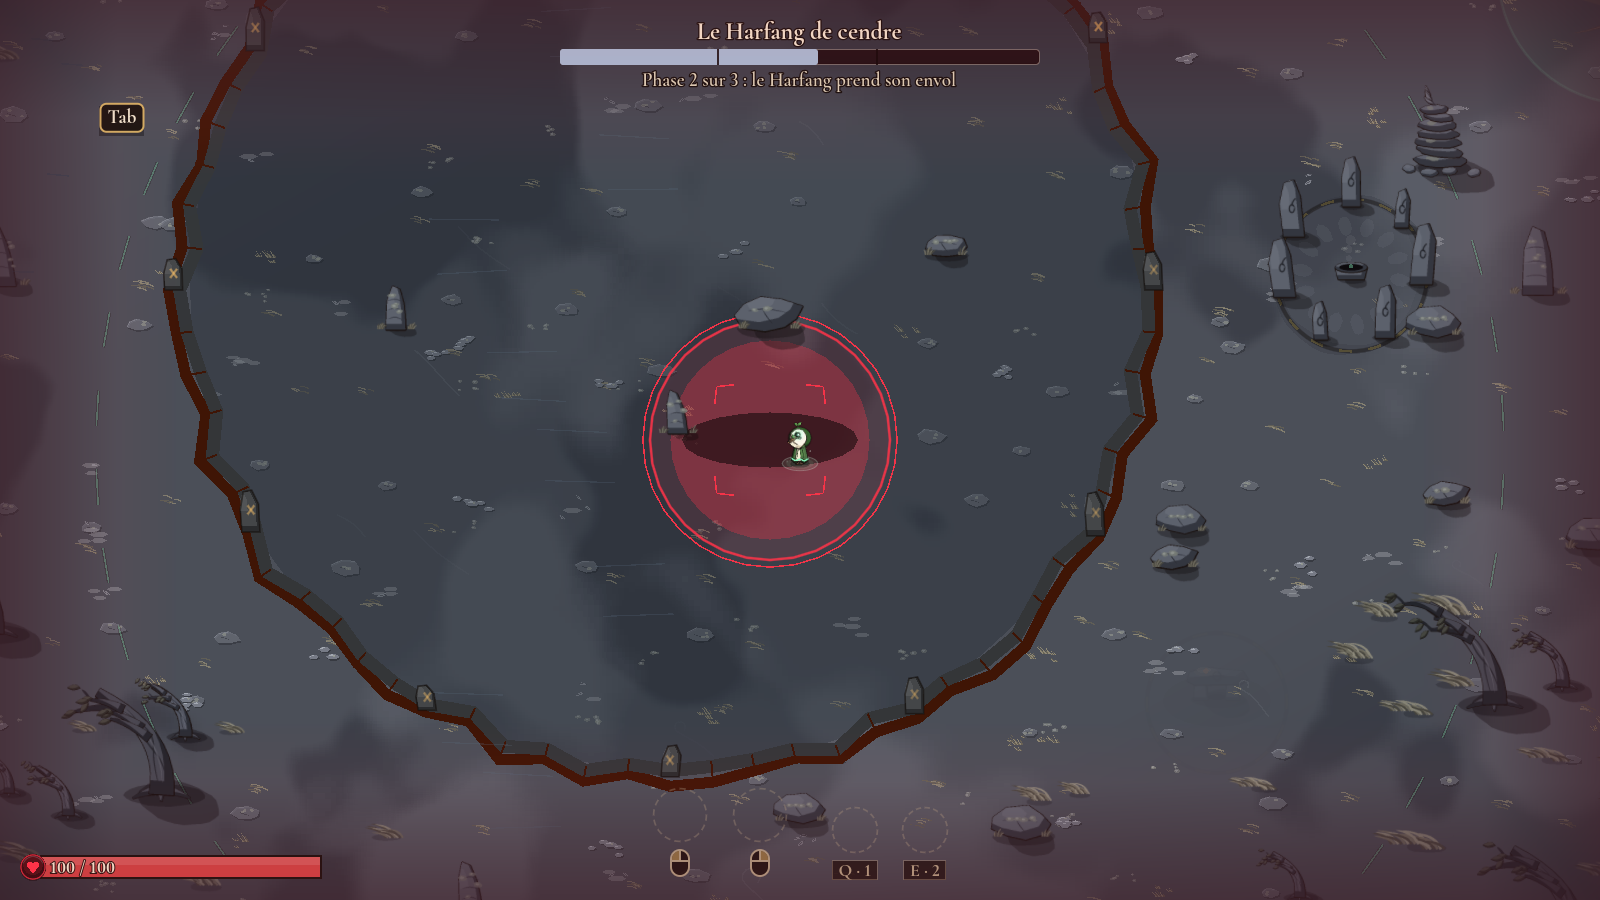 Le Harfang de cendre
Phase 2 sur 3 : le Harfang prend son envol
Tab
100 / 100
Q · 1
E · 2